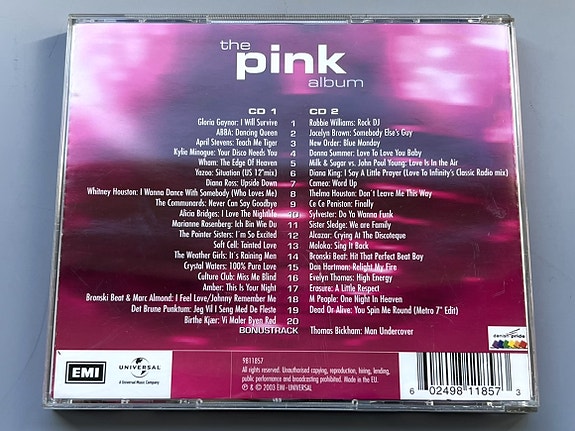 the
pink
album
CD 1
Gloria Gaynor: I Will Survive 1
ABBA: Dancing Queen 2
April Stevens: Teach Me Tiger 3
Kylie Minogue: Your Disco Needs You 4
Wham: The Edge Of Heaven 5
Yazoo: Situation (US 12"mix) 6
Diana Ross: Upside Down 7
Whitney Houston: I Wanna Dance With Somebody (Who Loves Me) 8
The Communards: Never Can Say Goodbye 9
Alicia Bridges: I Love The Nightlife 10
Marianne Rosenberg: Ich Bin Wie Du 11
The Pointer Sisters: I'm So Excited 12
Soft Cell: Tainted Love 13
The Weather Girls: It's Raining Men 14
Crystal Waters: 100% Pure Love 15
Culture Club: Miss Me Blind 16
Amber: This Is Your Night 17
Bronski Beat & Marc Almond: I Feel Love/Johnny Remember Me 18
Det Brune Punktum: Jeg Vil I Seng Med De Fleste 19
Birthe Kjær: Vi Maler Byen Rød 20
CD 2
Robbie Williams: Rock DJ
Jocelyn Brown: Somebody Else's Guy
New Order: Blue Monday
Donna Summer: Love To Love You Baby
Milk & Sugar vs. John Paul Young: Love Is In the Air
Diana King: I Say A Little Prayer (Love To Infinity's Classic Radio mix)
Cameo: Word Up
Thelma Houston: Don't Leave Me This Way
Ce Ce Peniston: Finally
Sylvester: Do Ya Wanna Funk
Sister Sledge: We are Family
Alcazar: Crying At The Discoteque
Moloko: Sing It Back
Bronski Beat: Hit That Perfect Beat Boy
Dan Hartman: Relight My Fire
Evelyn Thomas: High Energy
Erasure: A Little Respect
M People: One Night In Heaven
Dead Or Alive: You Spin Me Round (Metro 7" Edit)
BONUSTRACK Thomas Bickham: Man Undercover
danish pride
EMI
UNIVERSAL
A Universal Music Company
9811857
All rights reserved. Unauthorised copying, reproduction, hiring, lending,
public performance and broadcasting prohibited. Made in the EU.
℗ & © 2003 EMI - UNIVERSAL
6 02498 11857 3